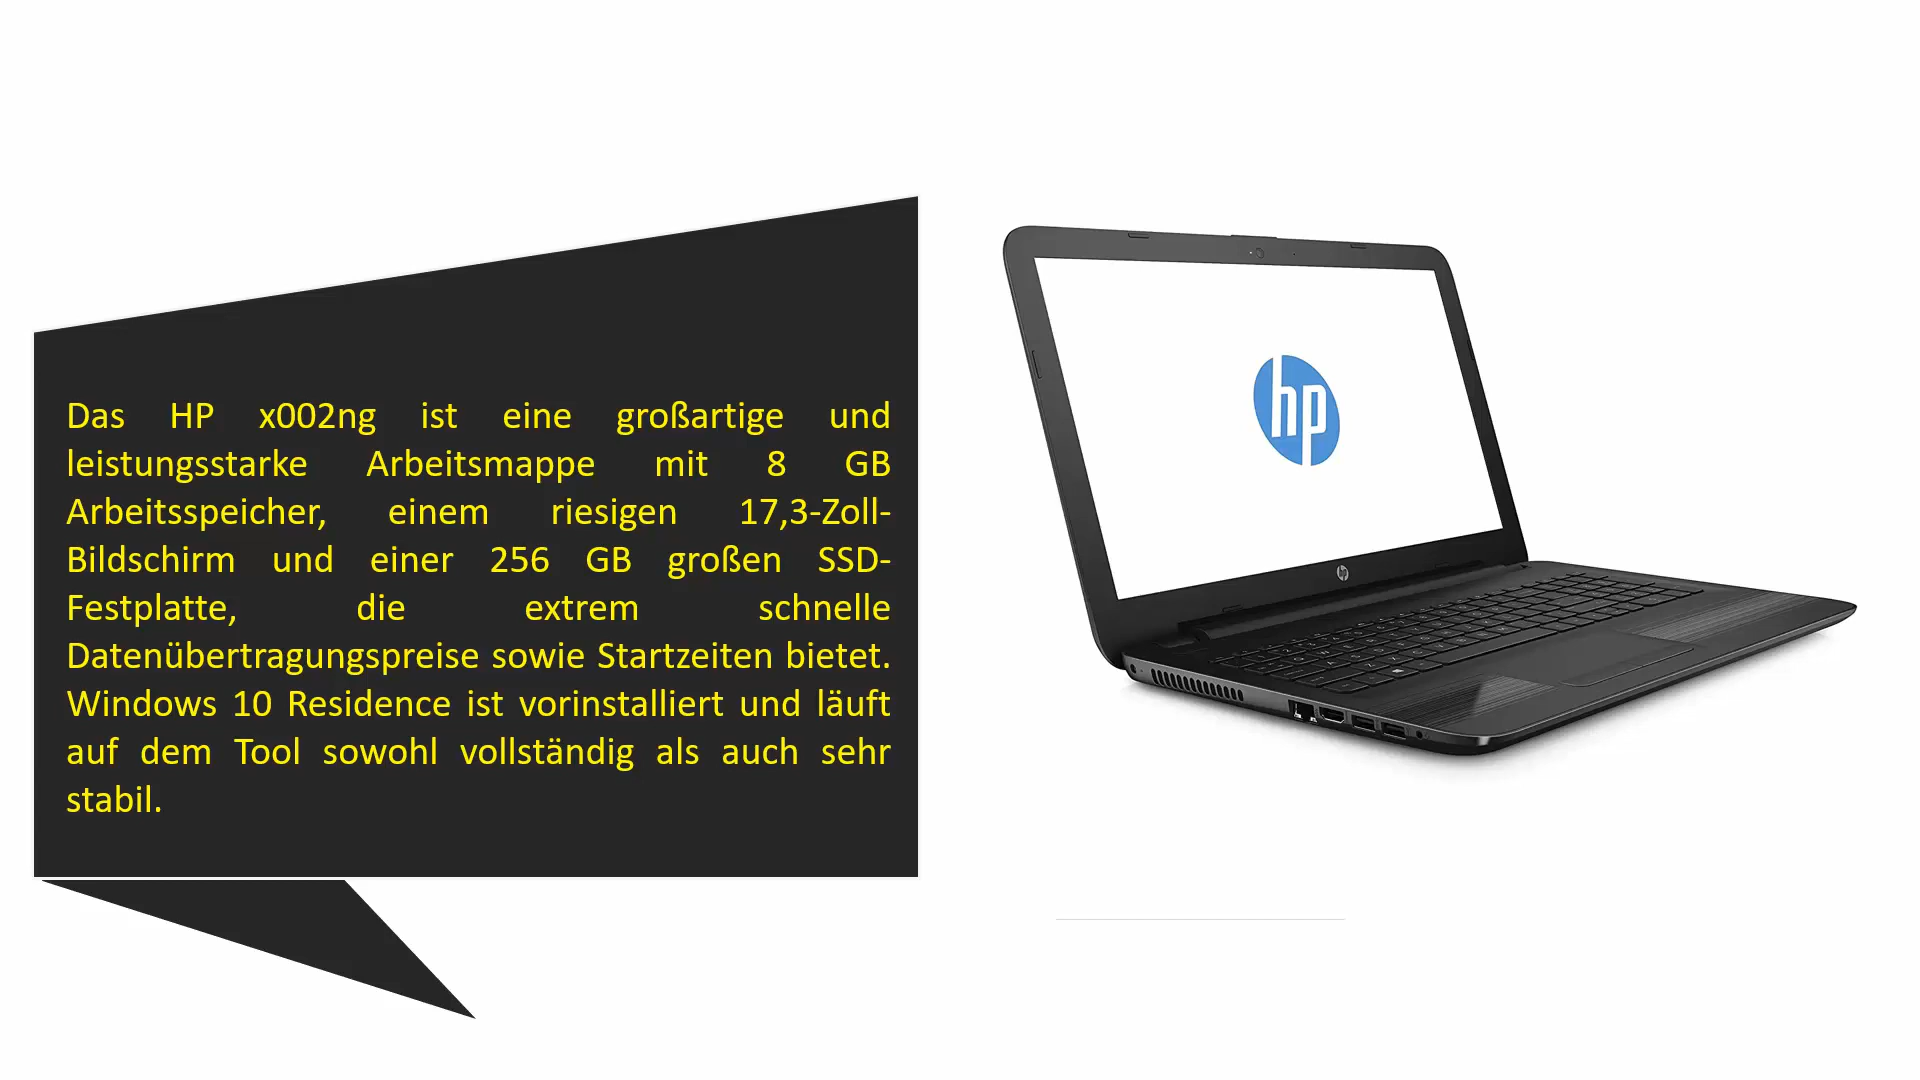 Das HP x002ng ist eine großartige und
leistungsstarke Arbeitsmappe mit 8 GB
Arbeitsspeicher, einem riesigen 17,3-Zoll-
Bildschirm und einer 256 GB großen SSD-
Festplatte, die extrem schnelle
Datenübertragungspreise sowie Startzeiten bietet.
Windows 10 Residence ist vorinstalliert und läuft
auf dem Tool sowohl vollständig als auch sehr
stabil.
hp
hp